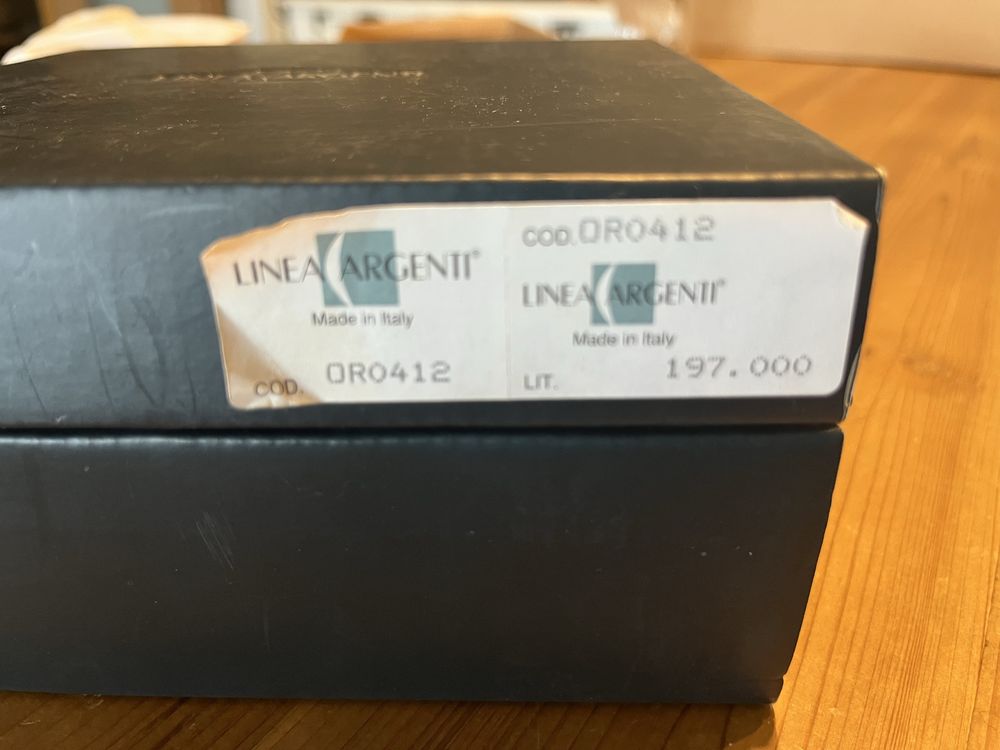 LINEA ARGENTI®
Made in Italy
COD. OR0412
COD. OR0412
LINEA ARGENTI®
Made in Italy
LIT. 197.000